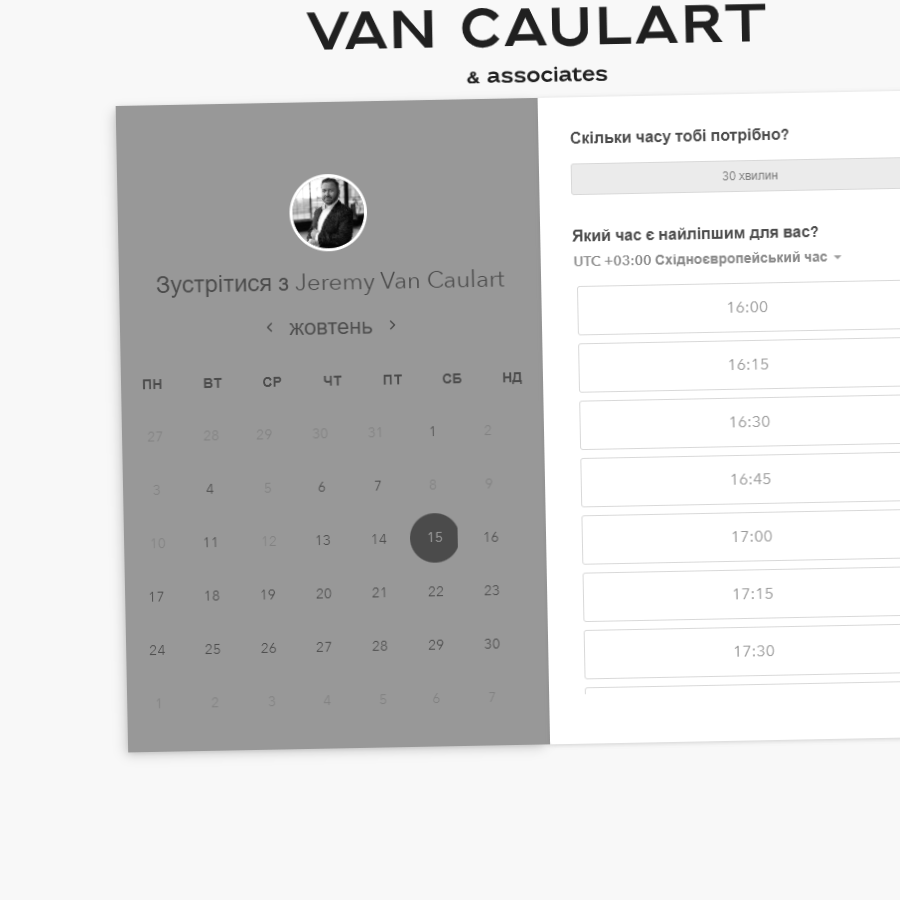 VAN CAULART
& associates
Зустрітися з Jeremy Van Caulart
‹ жовтень ›
ПН ВТ СР ЧТ ПТ СБ НД
27 28 29 30 31 1 2
3 4 5 6 7 8 9
10 11 12 13 14 15 16
17 18 19 20 21 22 23
24 25 26 27 28 29 30
1 2 3 4 5 6 7
Скільки часу тобі потрібно?
30 хвилин
Який час є найліпшим для вас?
UTC +03:00 Східноєвропейський час
16:00
16:15
16:30
16:45
17:00
17:15
17:30